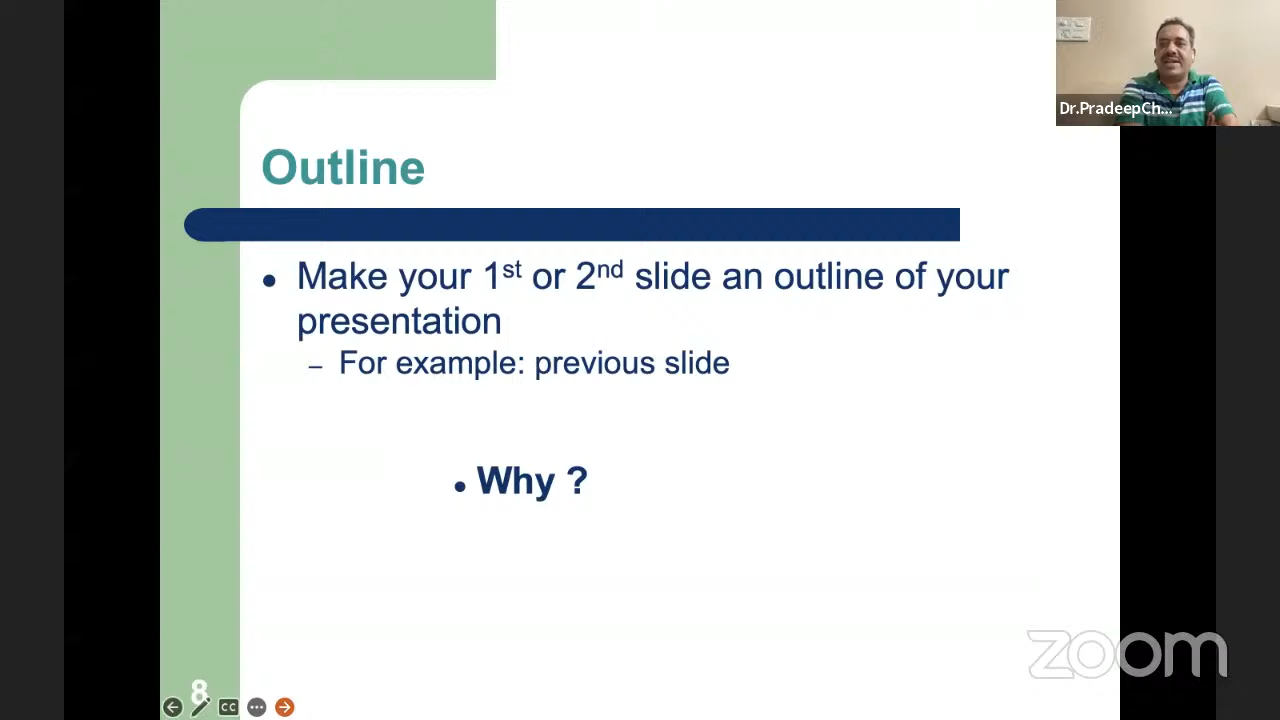 Dr.PradeepCh...
Outline
• Make your 1st or 2nd slide an outline of your
presentation
– For example: previous slide
• Why ?
zoom
8
CC